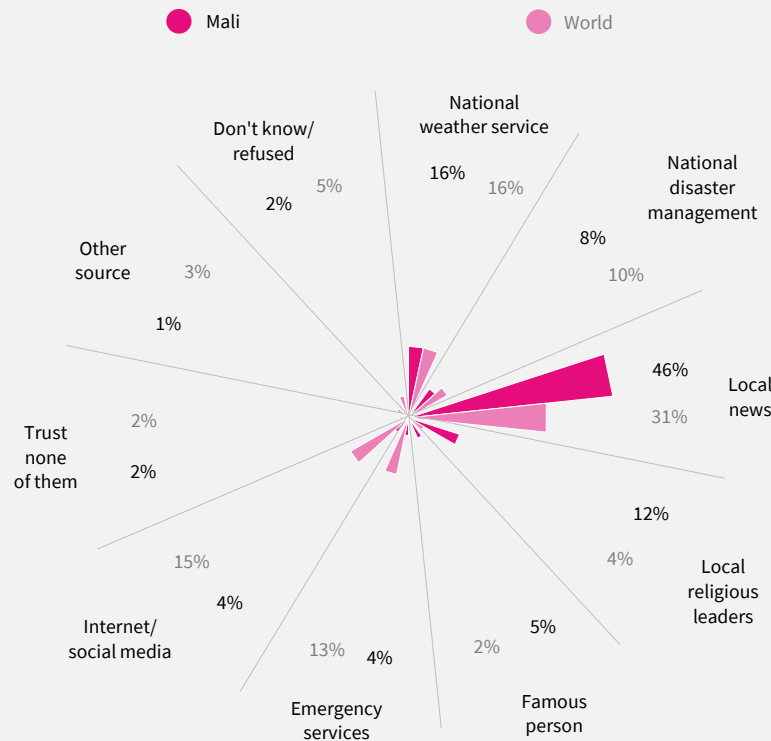 Mali
World
National
weather service
16%
16%
National
disaster
management
8%
10%
Local
news
46%
31%
Local
religious
leaders
12%
4%
Famous
person
5%
2%
Emergency
services
4%
13%
Internet/
social media
4%
15%
Trust
none
of them
2%
2%
Other
source
1%
3%
Don't know/
refused
2%
5%